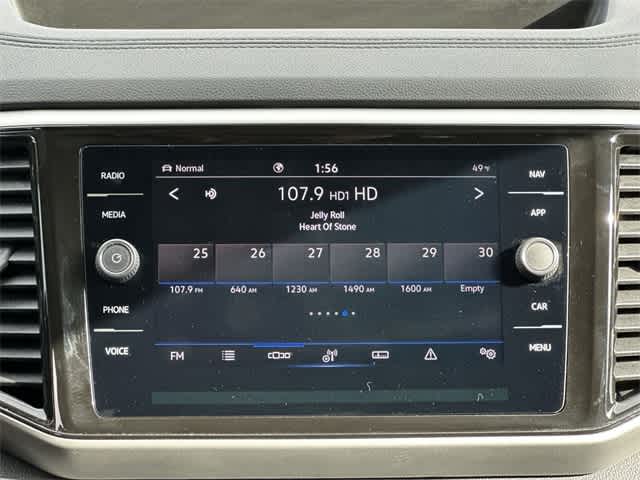 Normal 1:56 49°F
RADIO
MEDIA
PHONE
VOICE
107.9 HD1 HD
Jelly Roll
Heart Of Stone
25 26 27 28 29 30
107.9 FM 640 AM 1230 AM 1490 AM 1600 AM Empty
FM
NAV
APP
CAR
MENU